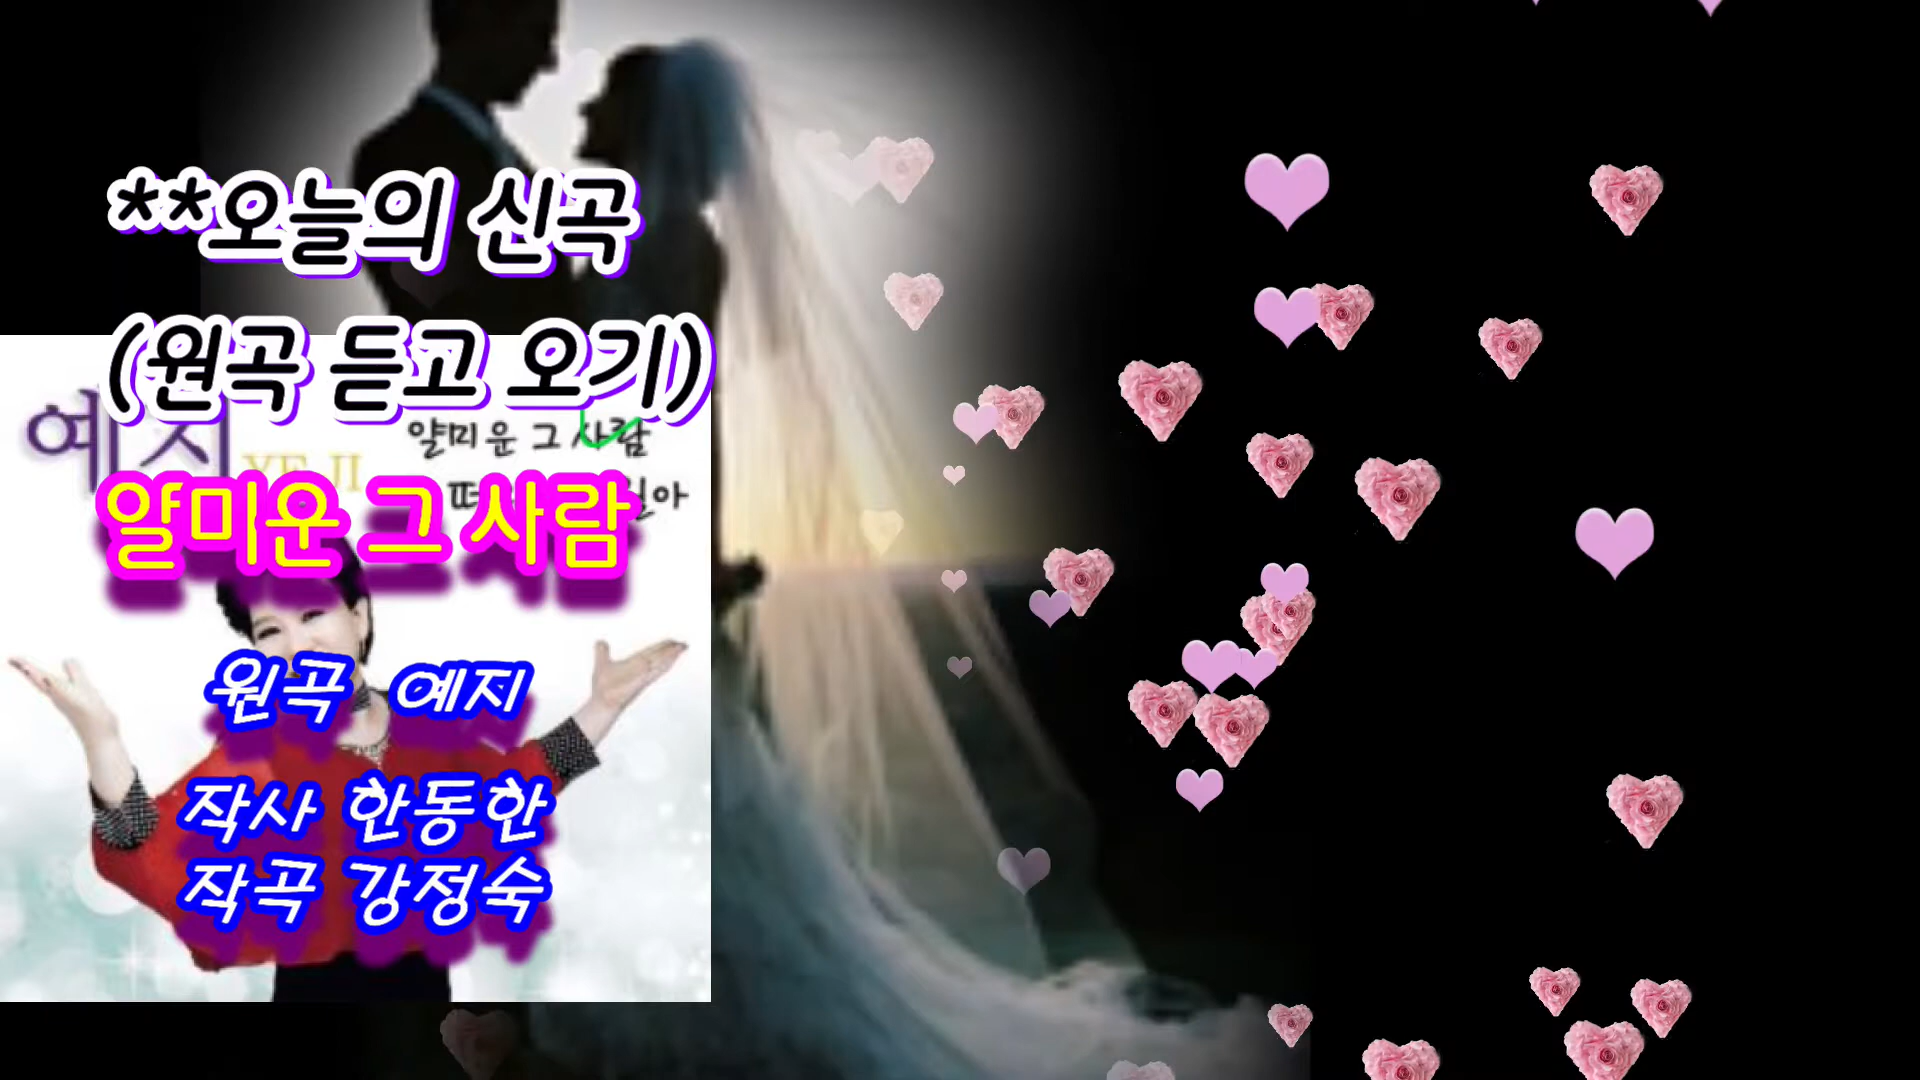 **오늘의 신곡
(원곡 듣고 오기)
예지
YE JI
얄미운 그 사람
얄미운 그 사람
원곡 예지
작사 한동한
작곡 강정숙